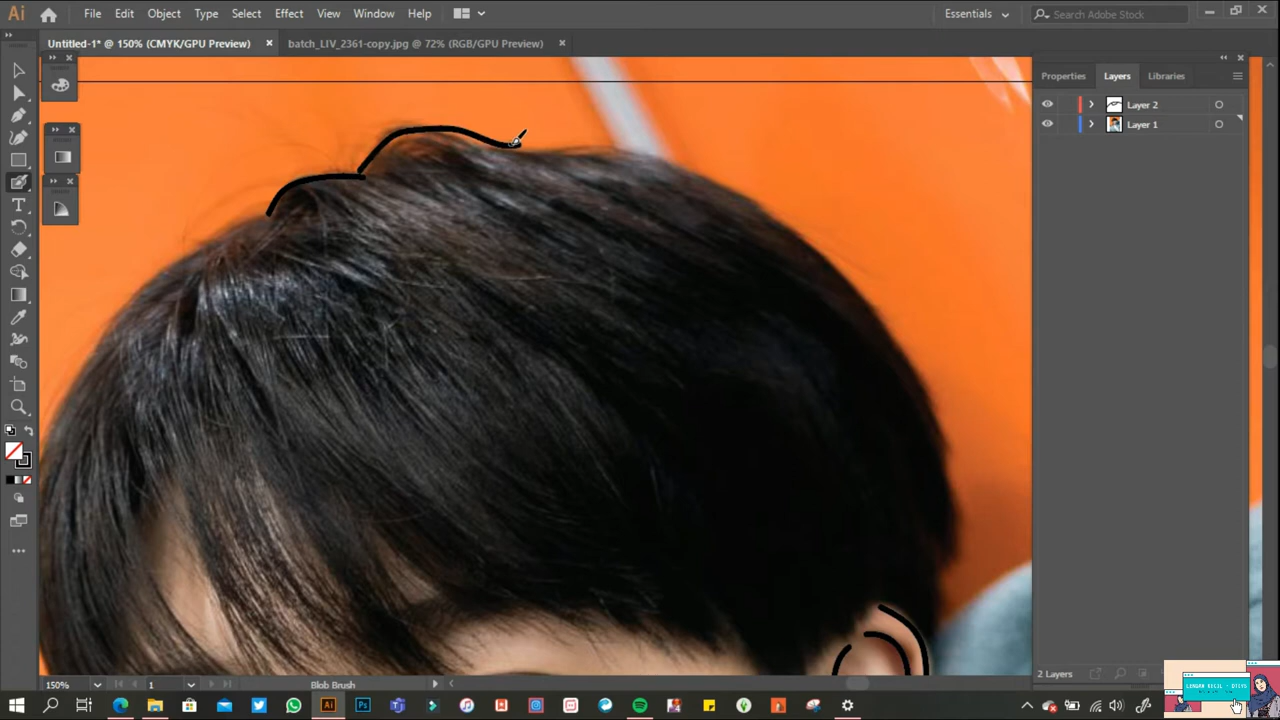 Ai File Edit Object Type Select Effect View Window Help Essentials Search Adobe Stock
Untitled-1* @ 150% (CMYK/GPU Preview) × batch_LIV_2361-copy.jpg @ 72% (RGB/GPU Preview) ×
Properties Layers Libraries
Layer 2
Layer 1
150% 1 Blob Brush 2 Layers